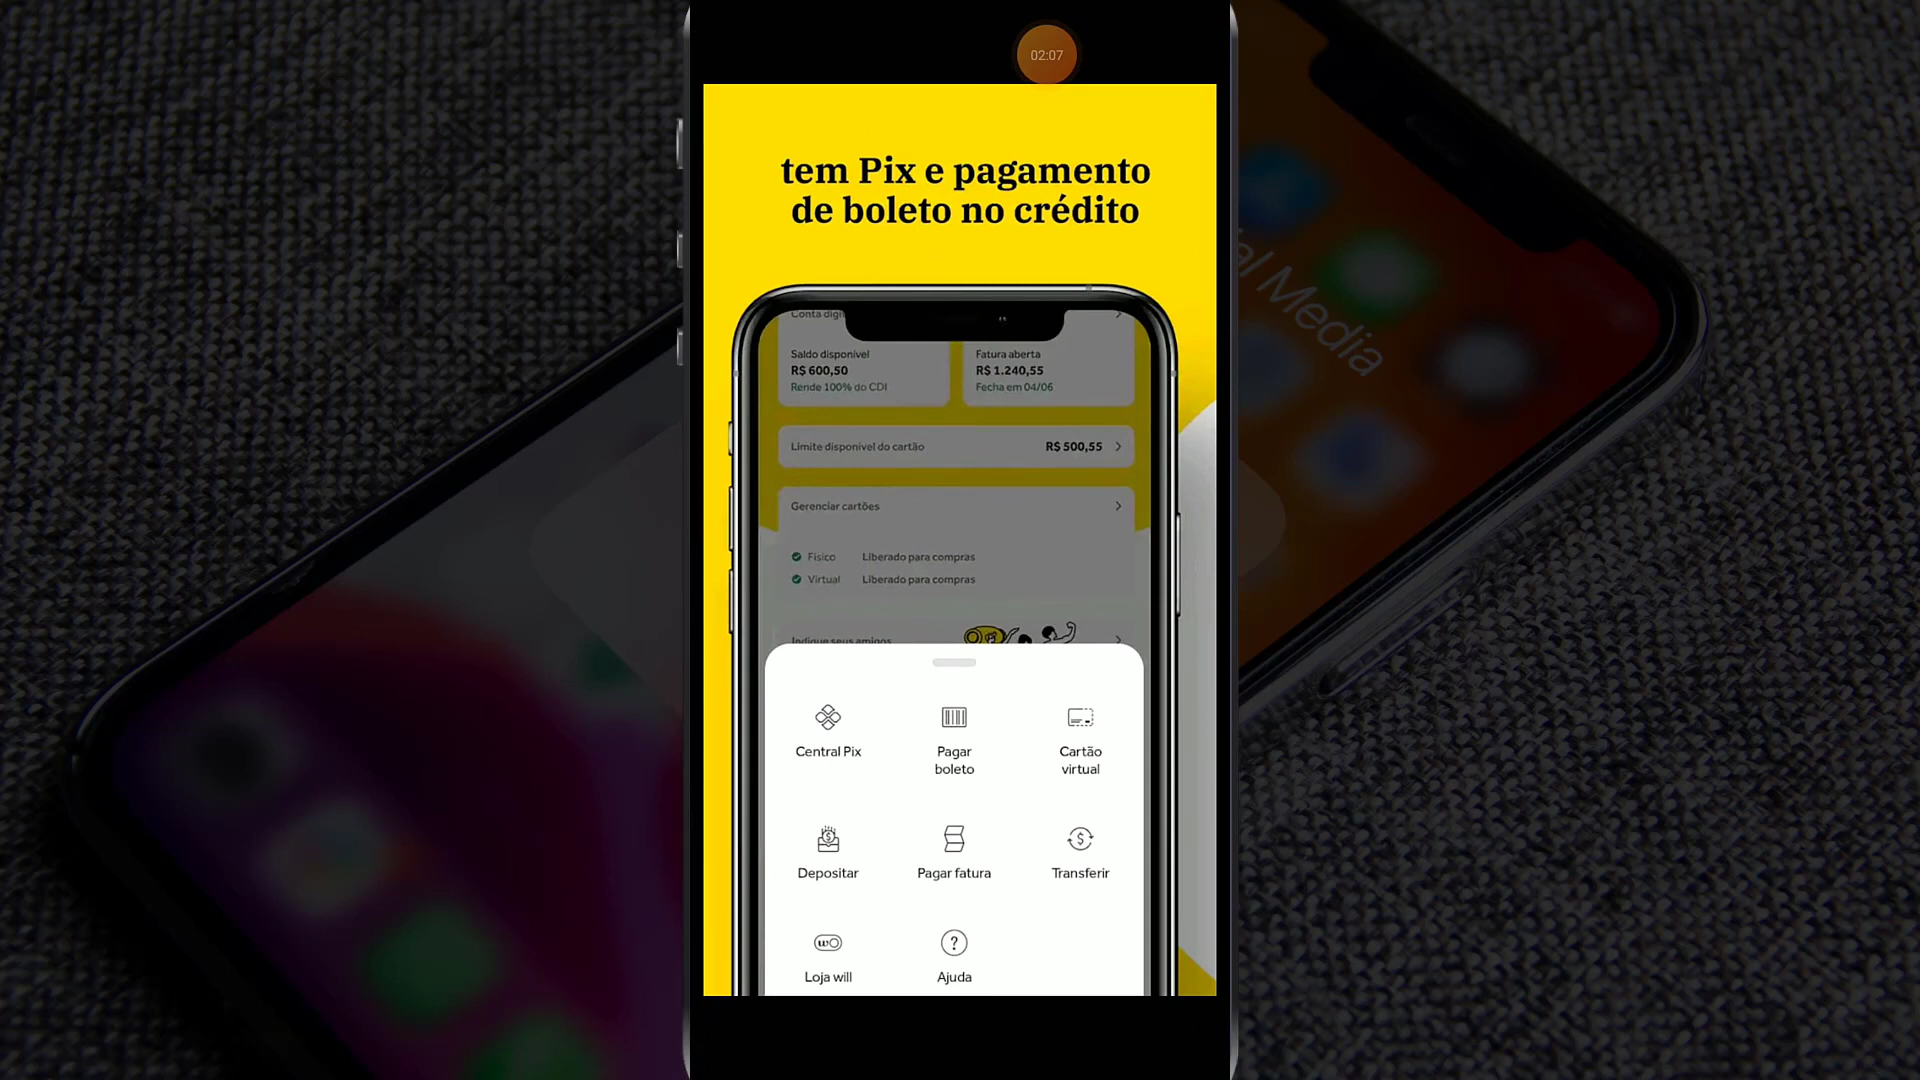 02:07
tem Pix e pagamento
de boleto no crédito
Saldo disponível
R$ 600,50
Rende 100% do CDI
Fatura aberta
R$ 1.240,55
Fecha em 04/06
Limite disponível do cartão
R$ 500,55
Gerenciar cartões
Físico Liberado para compras
Virtual Liberado para compras
Indique seus amigos
Central Pix
Pagar
boleto
Cartão
virtual
Depositar
Pagar fatura
Transferir
Loja will
Ajuda
Media